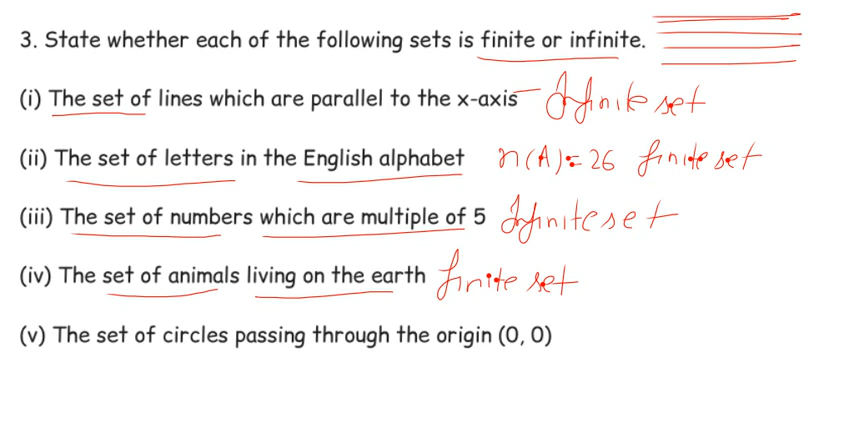 3. State whether each of the following sets is finite or infinite.
(i) The set of lines which are parallel to the x-axis - Infinite set
(ii) The set of letters in the English alphabet n(A) = 26 finite set
(iii) The set of numbers which are multiple of 5 Infinite set
(iv) The set of animals living on the earth finite set
(v) The set of circles passing through the origin (0, 0)